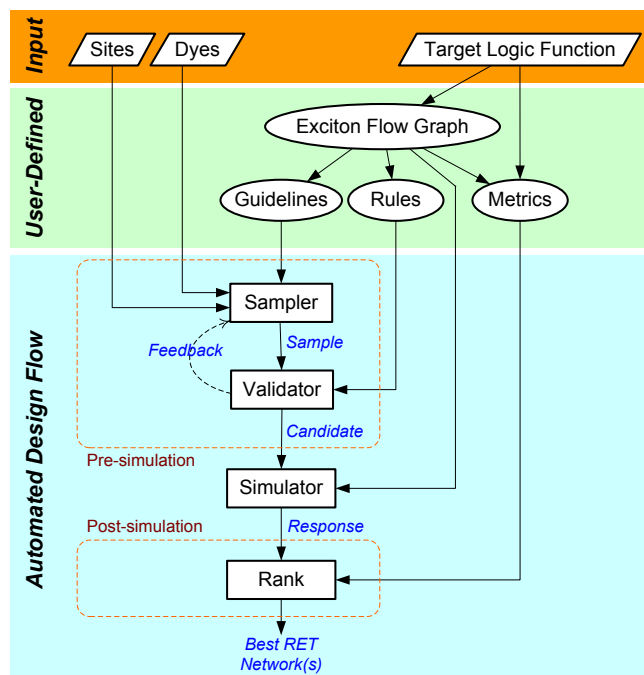 Input
Sites
Dyes
Target Logic Function
User-Defined
Exciton Flow Graph
Guidelines
Rules
Metrics
Automated Design Flow
Sampler
Feedback
Sample
Validator
Candidate
Pre-simulation
Simulator
Post-simulation
Response
Rank
Best RET
Network(s)